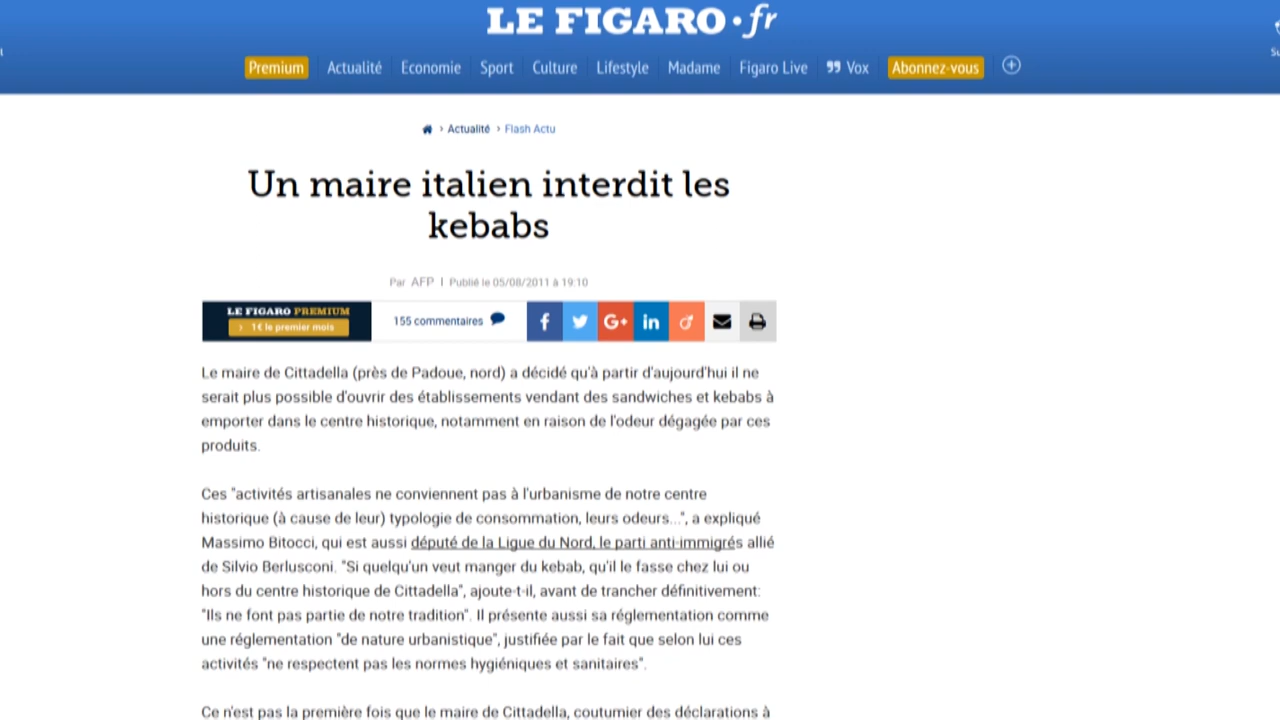 LE FIGARO·fr
Premium Actualité Economie Sport Culture Lifestyle Madame Figaro Live Vox Abonnez-vous
› Actualité › Flash Actu
Un maire italien interdit les
kebabs
Par AFP | Publié le 05/08/2011 à 19:10
LE FIGARO PREMIUM
› 1€ le premier mois
155 commentaires
f G+ in
Le maire de Cittadella (près de Padoue, nord) a décidé qu'à partir d'aujourd'hui il ne
serait plus possible d'ouvrir des établissements vendant des sandwiches et kebabs à
emporter dans le centre historique, notamment en raison de l'odeur dégagée par ces
produits.
Ces "activités artisanales ne conviennent pas à l'urbanisme de notre centre
historique (à cause de leur) typologie de consommation, leurs odeurs...", a expliqué
Massimo Bitocci, qui est aussi député de la Ligue du Nord, le parti anti-immigrés allié
de Silvio Berlusconi. "Si quelqu'un veut manger du kebab, qu'il le fasse chez lui ou
hors du centre historique de Cittadella", ajoute-t-il, avant de trancher définitivement:
"Ils ne font pas partie de notre tradition". Il présente aussi sa réglementation comme
une réglementation "de nature urbanistique", justifiée par le fait que selon lui ces
activités "ne respectent pas les normes hygiéniques et sanitaires".
Ce n'est pas la première fois que le maire de Cittadella, coutumier des déclarations à